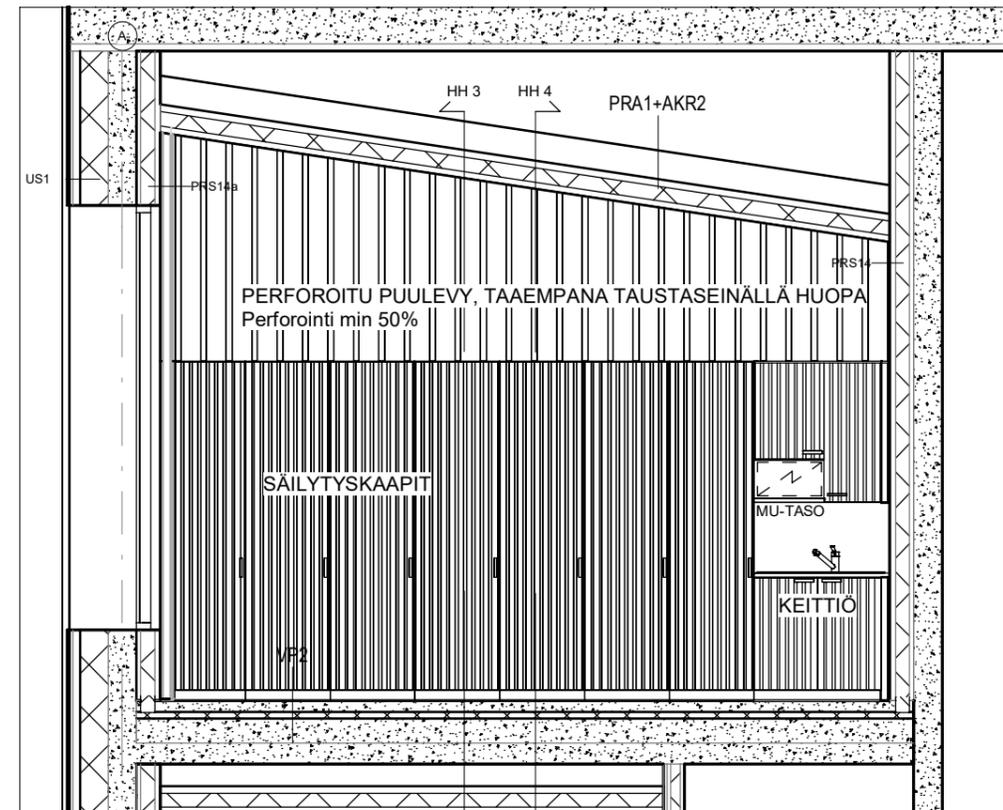 A
HH 3
HH 4
PRA1+AKR2
US1
PRS14a
PRS14
PERFOROITU PUULEVY, TAAEMPANA TAUSTASEINÄLLÄ HUOPA
Perforointi min 50%
SÄILYTYSKAAPIT
MU-TASO
KEITTIÖ
VP2